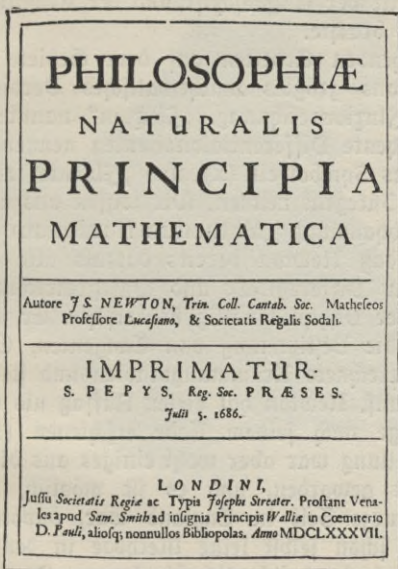 PHILOSOPHIÆ
NATURALIS
PRINCIPIA
MATHEMATICA
Autore J S. NEWTON, Trin. Coll. Cantab. Soc. Matheseos
Professore Lucasiano, & Societatis Regalis Sodali.
IMPRIMATUR:
S. PEPYS, Reg. Soc. PRÆSES.
Julii 5. 1686.
LONDINI,
Jussu Societatis Regiæ ac Typis Josephi Streater. Prostant Vena-
les apud Sam. Smith ad insignia Principis Walliæ in Cœmiterio
D. Pauli, aliosq; nonnullos Bibliopolas. Anno MDCLXXXVII.